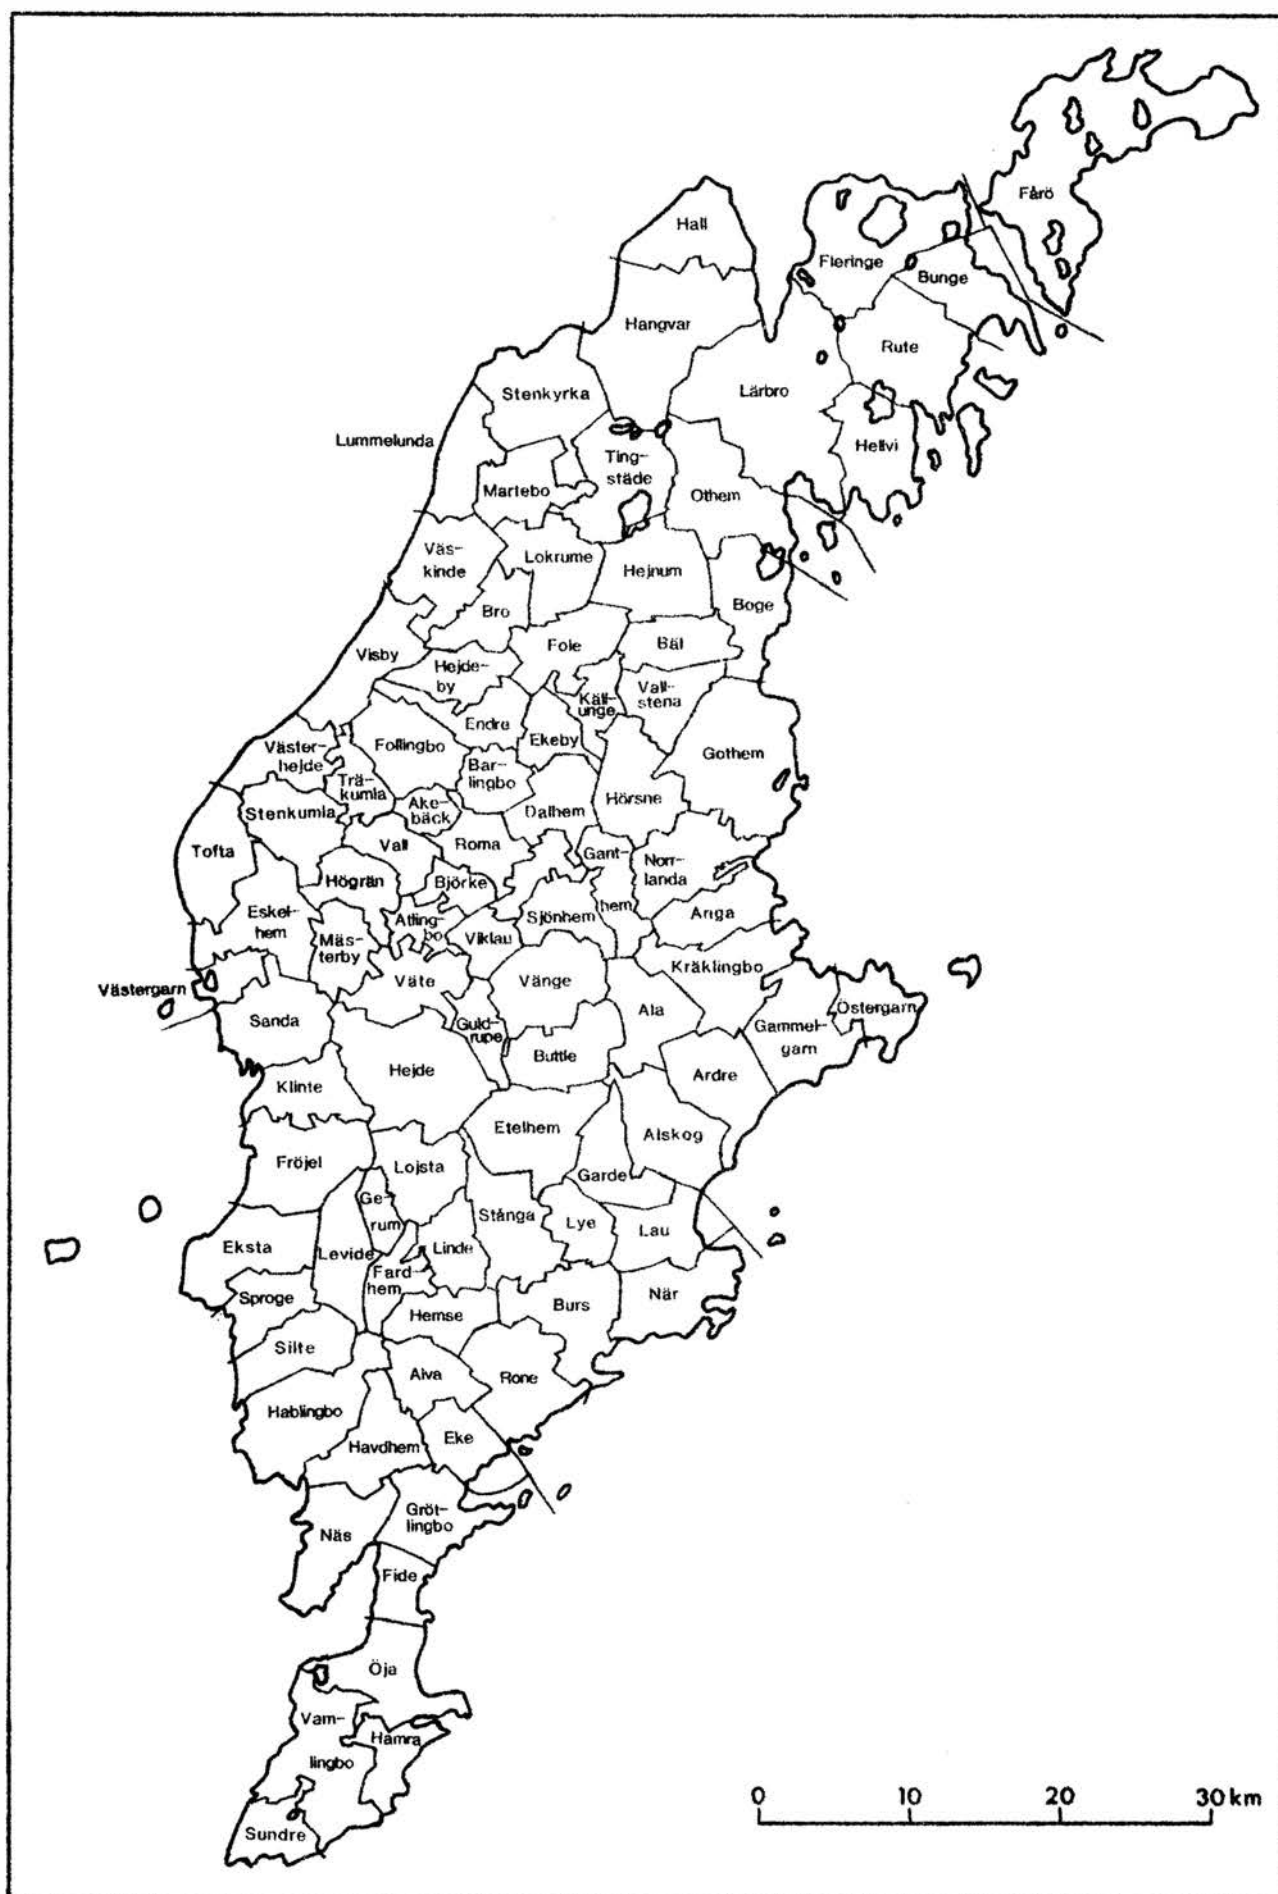 Fårö
Hall
Fleringe
Bunge
Hangvar
Rute
Stenkyrka
Lärbro
Lummelunda
Hellvi
Ting-
städe
Martebo
Othem
Väs-
kinde
Lokrume
Hejnum
Bro
Boge
Visby
Fole
Bäl
Hejde-
by
Käll-
unge
Vall-
stena
Endre
Ekeby
Väster-
hejde
Follingbo
Gothem
Bar-
lingbo
Trä-
kumla
Hörsne
Ake-
bäck
Stenkumla
Dalhem
Tofta
Vall
Roma
Gant-
hem
Norr-
landa
Högrän
Björke
Eskel-
hem
Atling-
bo
Sjönhem
Anga
Mäs-
terby
Viklau
Kräklingbo
Västergarn
Väte
Vänge
Östergarn
Sanda
Guld-
rupe
Ala
Gammel-
garn
Buttle
Hejde
Ardre
Klinte
Etelhem
Alskog
Fröjel
Lojsta
Garde
Ge-
rum
Stånga
Lye
Lau
Eksta
Levide
Linde
Fard-
hem
När
Sproge
Hemse
Burs
Silte
Alva
Rone
Hablingbo
Havdhem
Eke
Gröt-
lingbo
Näs
Fide
Öja
Vam-
lingbo
Hamra
Sundre
0 10 20 30 km